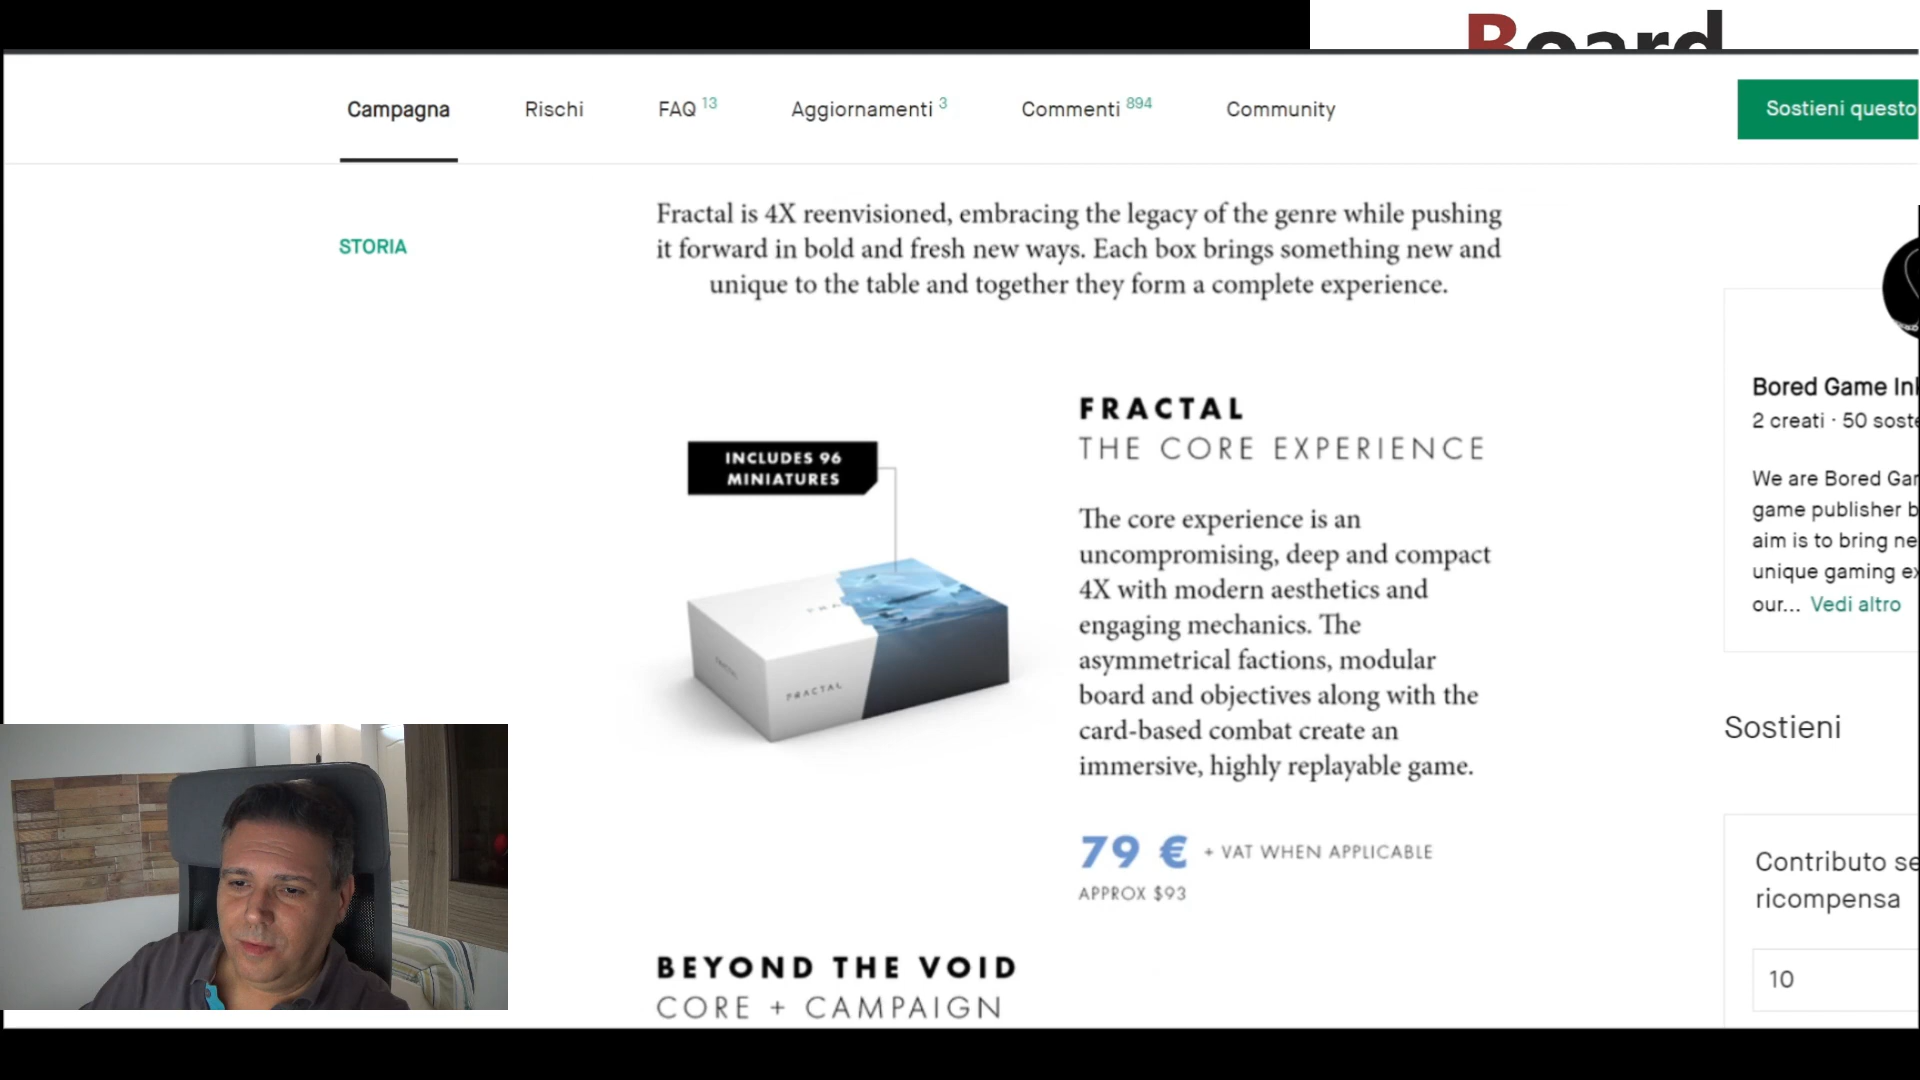 Board
Campagna
Rischi
FAQ 13
Aggiornamenti 3
Commenti 894
Community
Sostieni questo
STORIA
Fractal is 4X reenvisioned, embracing the legacy of the genre while pushing
it forward in bold and fresh new ways. Each box brings something new and
unique to the table and together they form a complete experience.
INCLUDES 96
MINIATURES
FRACTAL
FRACTAL
THE CORE EXPERIENCE
The core experience is an
uncompromising, deep and compact
4X with modern aesthetics and
engaging mechanics. The
asymmetrical factions, modular
board and objectives along with the
card-based combat create an
immersive, highly replayable game.
79 € + VAT WHEN APPLICABLE
APPROX $93
BEYOND THE VOID
CORE + CAMPAIGN
Bored Game
2 creati · 50
We are Bored
game publisher
aim is to bring
unique gaming
our... Vedi altro
Sostieni
Contributo
ricompensa
10